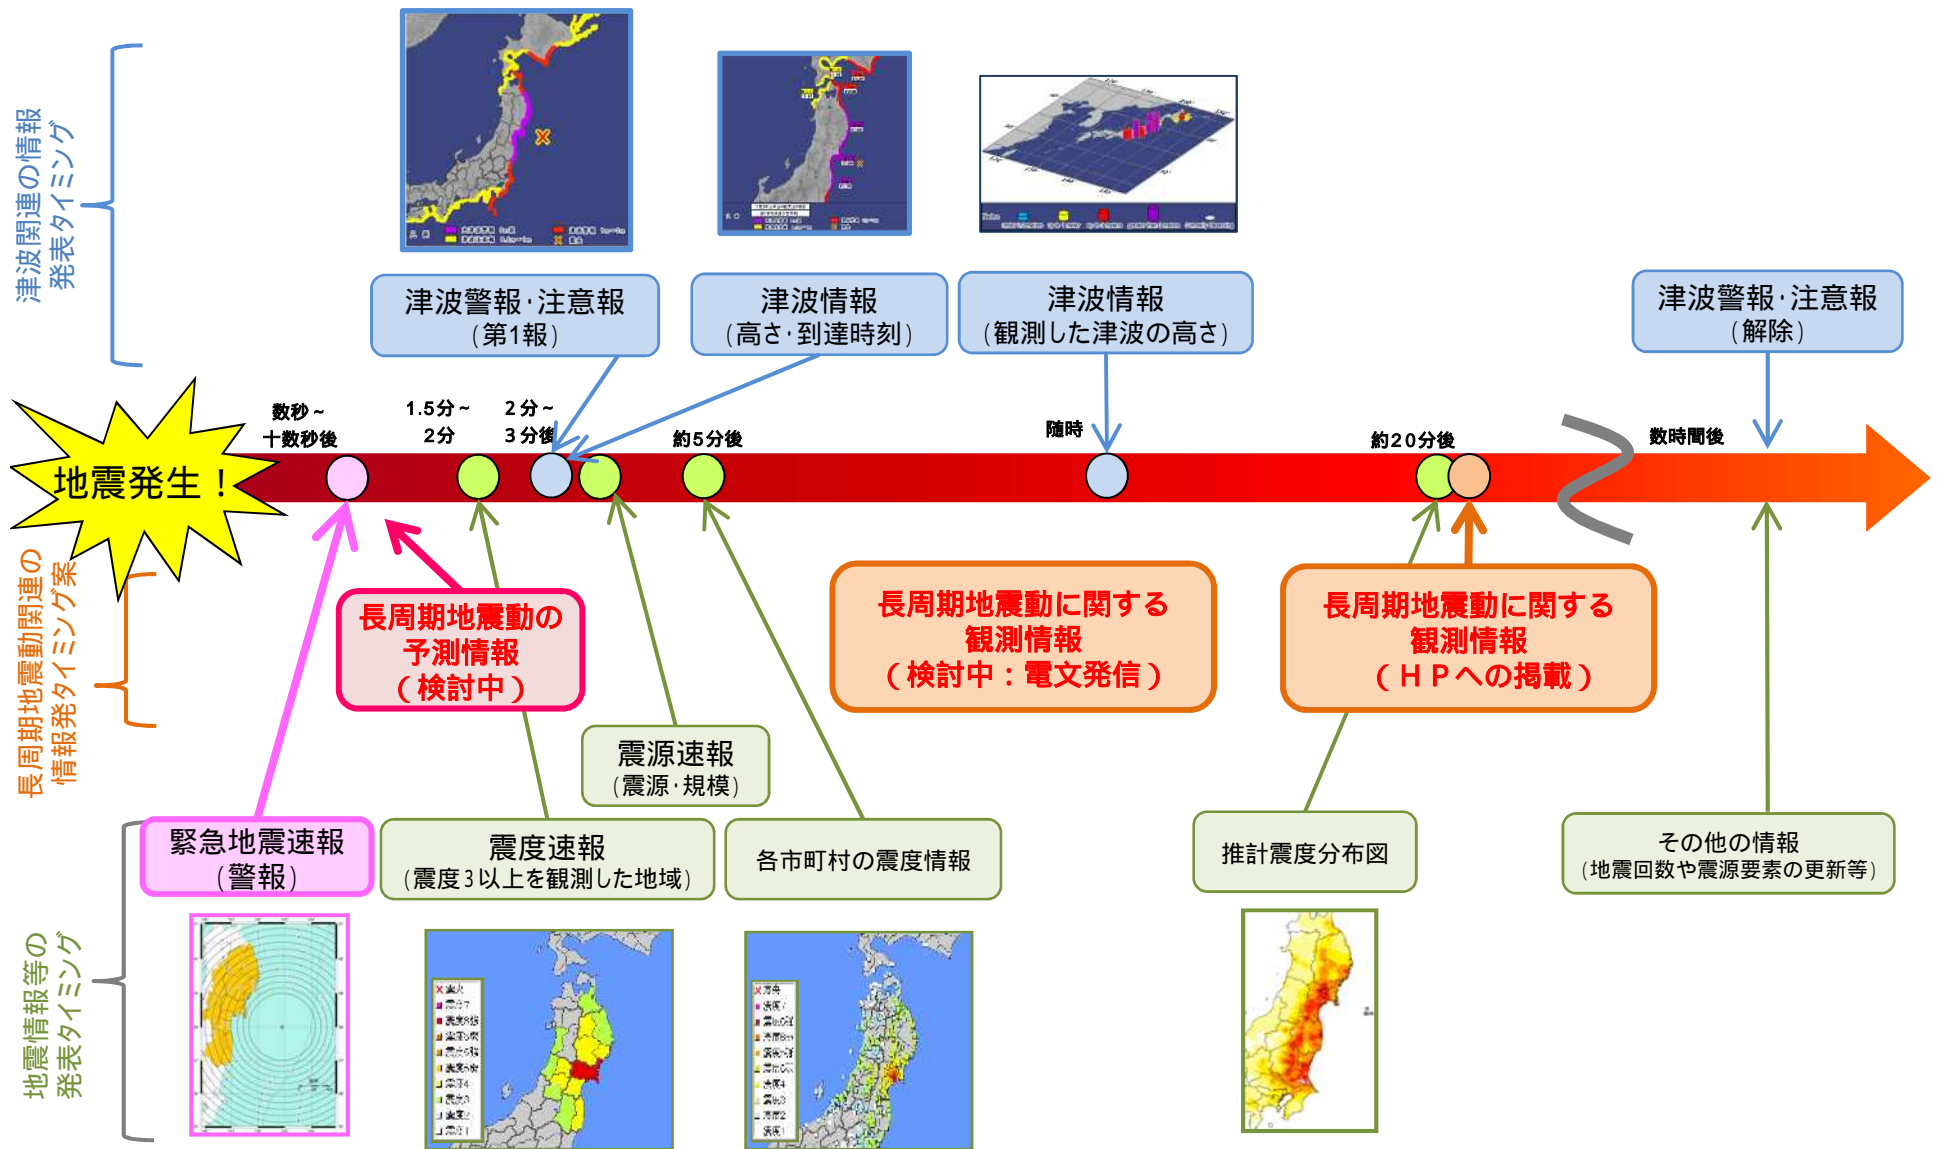 津波関連の情報
発表タイミング
津波警報・注意報
(第1報)
津波情報
(高さ・到達時刻)
津波情報
(観測した津波の高さ)
津波警報・注意報
(解除)
地震発生！
数秒～
十数秒後
1.5分～
2分
2分～
3分後
約5分後
随時
約20分後
数時間後
長周期地震動関連の
情報発タイミング案
長周期地震動の
予測情報
(検討中)
長周期地震動に関する
観測情報
(検討中：電文発信)
長周期地震動に関する
観測情報
(ＨＰへの掲載)
震源速報
(震源・規模)
地震情報等の
発表タイミング
緊急地震速報
(警報)
震度速報
(震度3以上を観測した地域)
各市町村の震度情報
推計震度分布図
その他の情報
(地震回数や震源要素の更新等)